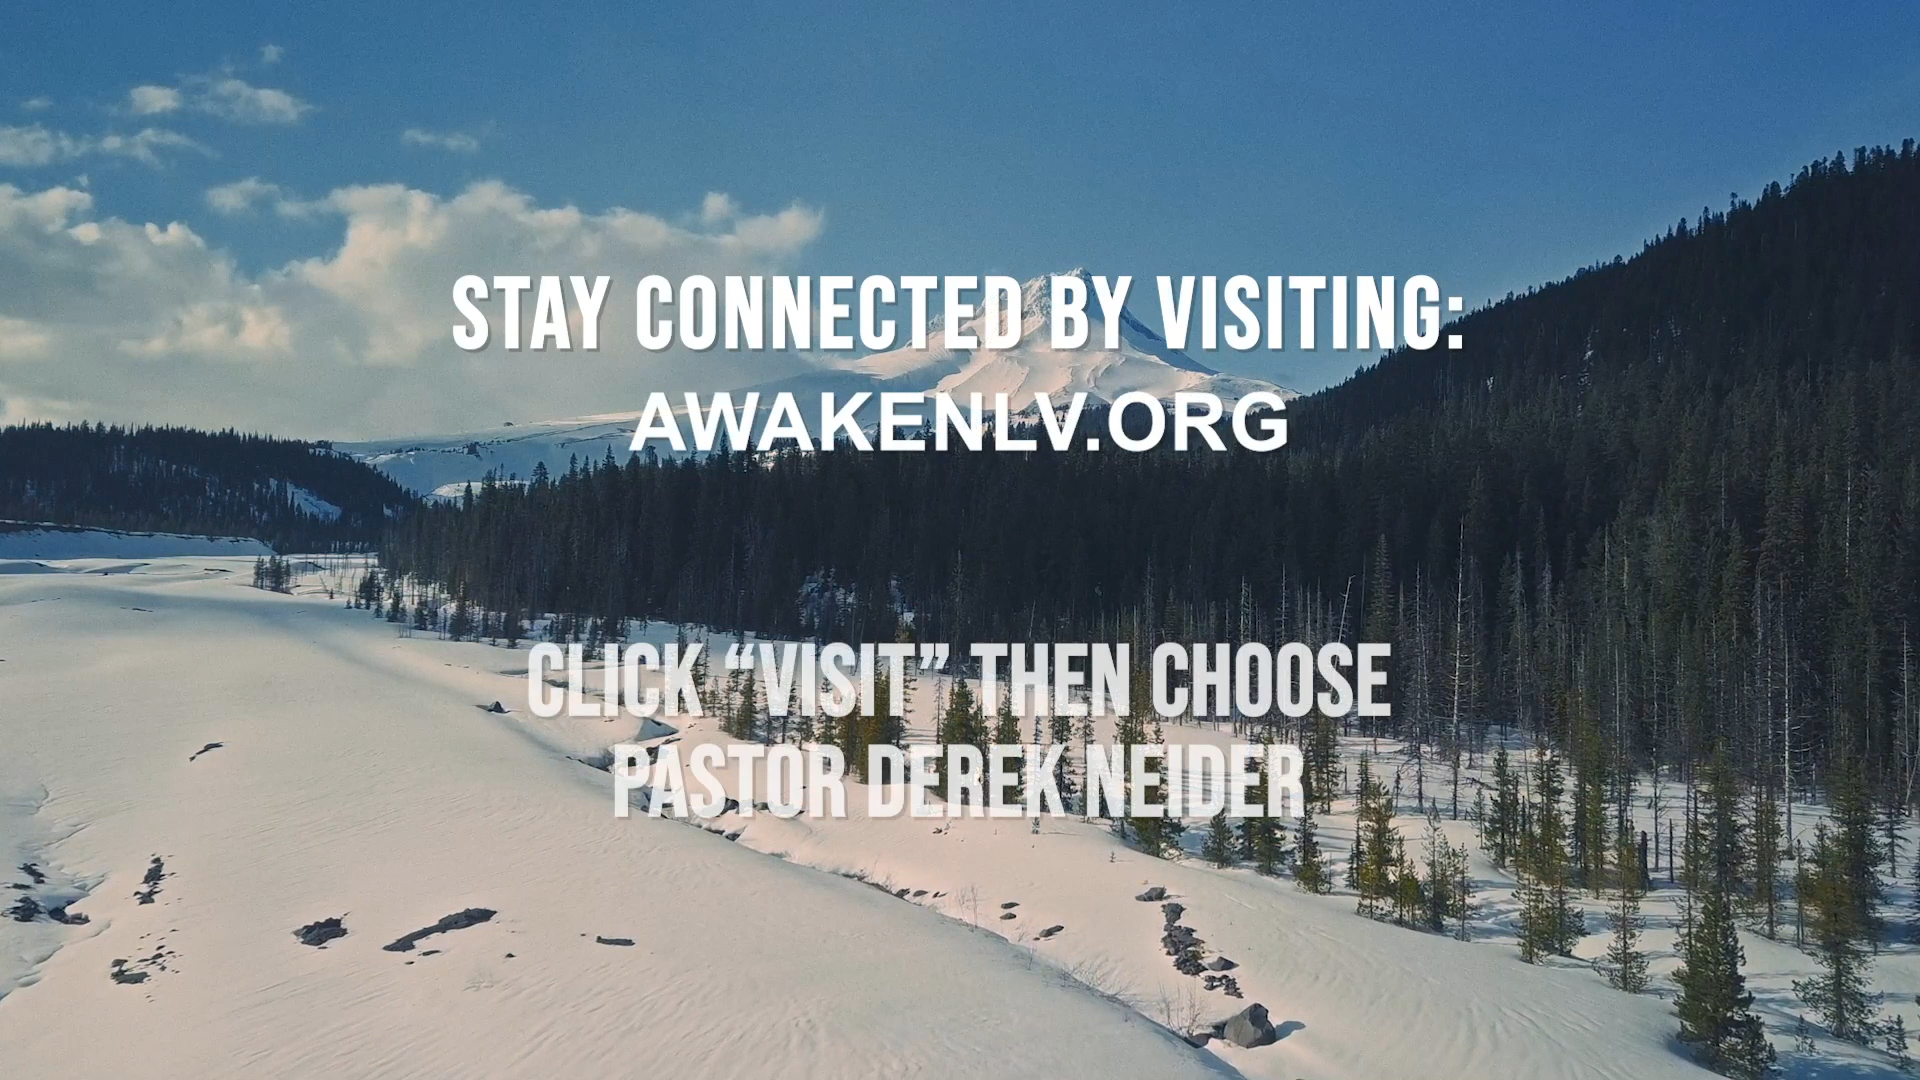 STAY CONNECTED BY VISITING:
AWAKENLV.ORG
CLICK “VISIT” THEN CHOOSE
PASTOR DEREK NEIDER